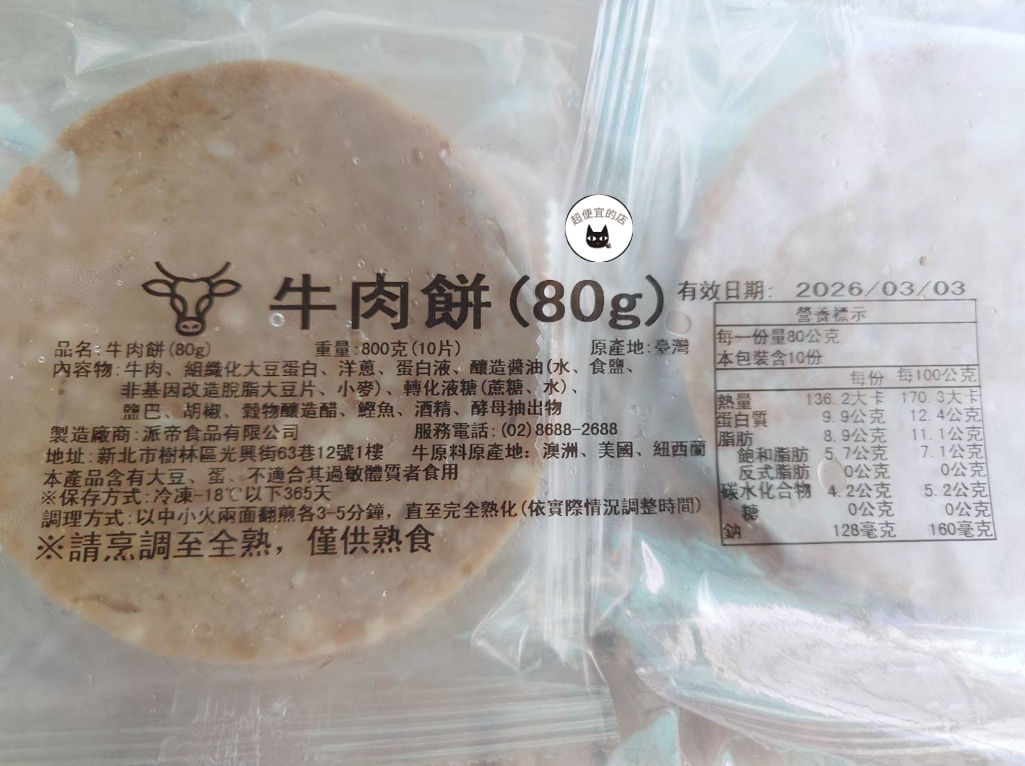 超便宜的店
牛肉餅(80g)
有效日期: 2026/03/03
品名:牛肉餅(80g) 重量:800克(10片) 原產地:臺灣
內容物:牛肉、組織化大豆蛋白、洋蔥、蛋白液、釀造醬油(水、食鹽、
非基因改造脫脂大豆片、小麥)、轉化液糖(蔗糖、水)、
鹽巴、胡椒、穀物釀造醋、鰹魚、酒精、酵母抽出物
製造廠商:派帝食品有限公司 服務電話:(02)8688-2688
地址:新北市樹林區光興街63巷12號1樓 牛原料原產地: 澳洲、美國、紐西蘭
本產品含有大豆、蛋、不適合其過敏體質者食用
※保存方式:冷凍-18℃以下365天
調理方式:以中小火兩面翻煎各3-5分鐘，直至完全熟化(依實際情況調整時間)
※請烹調至全熟，僅供熟食
營養標示
每一份量80公克
本包裝含10份
每份 每100公克
熱量 136.2大卡 170.3大卡
蛋白質 9.9公克 12.4公克
脂肪 8.9公克 11.1公克
飽和脂肪 5.7公克 7.1公克
反式脂肪 0公克 0公克
碳水化合物 4.2公克 5.2公克
糖 0公克 0公克
鈉 128毫克 160毫克